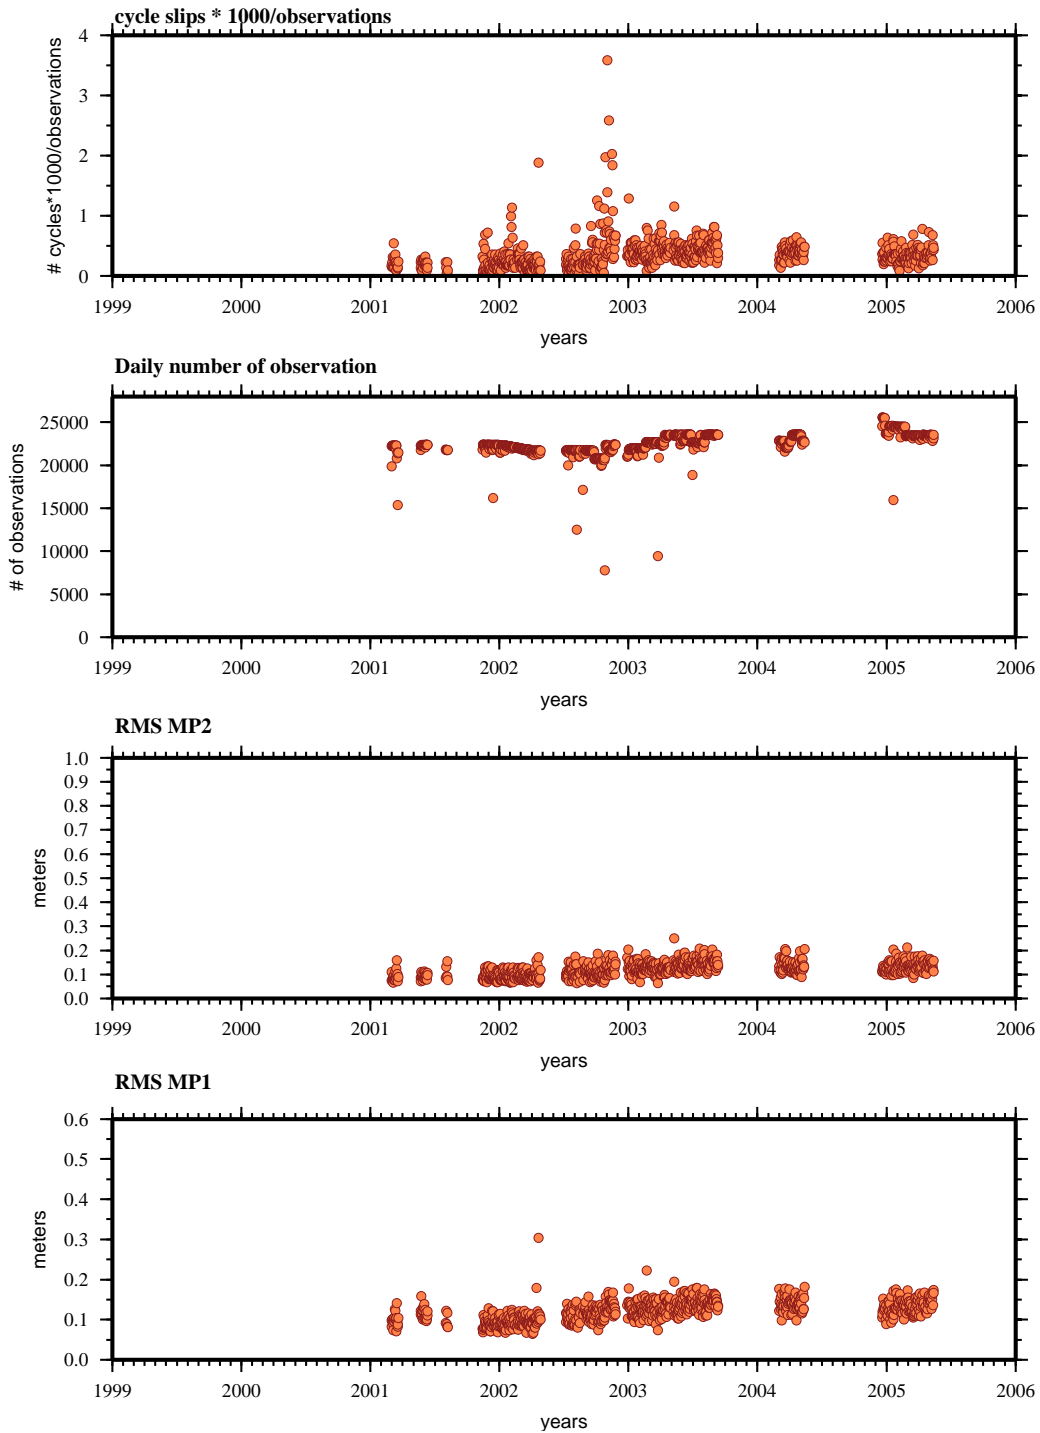 cycle slips * 1000/observations
4
3
2
1
0
# cycles*1000/observations
1999 2000 2001 2002 2003 2004 2005 2006
years
Daily number of observation
25000
20000
15000
10000
5000
0
# of observations
1999 2000 2001 2002 2003 2004 2005 2006
years
RMS MP2
1.0
0.9
0.8
0.7
0.6
0.5
0.4
0.3
0.2
0.1
0.0
meters
1999 2000 2001 2002 2003 2004 2005 2006
years
RMS MP1
0.6
0.5
0.4
0.3
0.2
0.1
0.0
meters
1999 2000 2001 2002 2003 2004 2005 2006
years